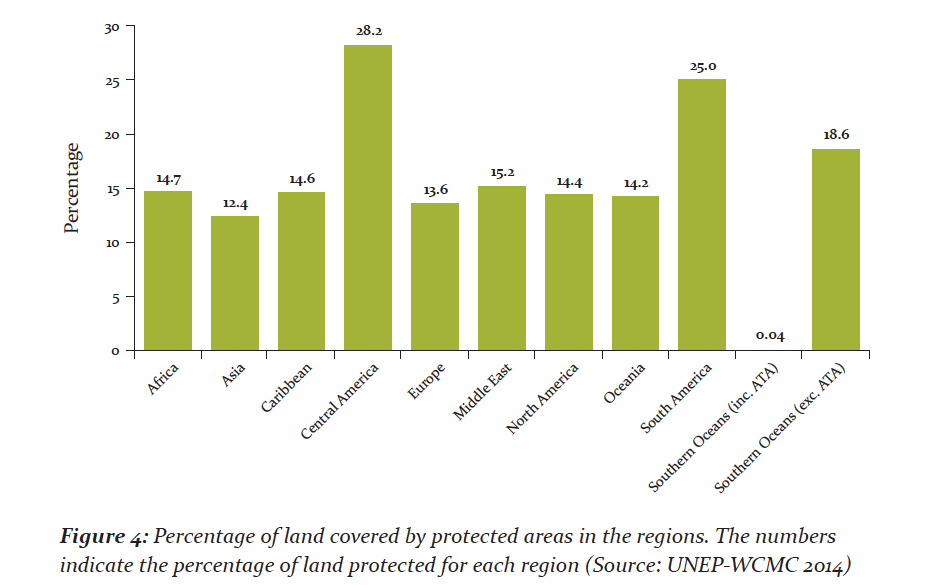 30
25
20
15
10
5
0
Percentage
14.7
12.4
14.6
28.2
13.6
15.2
14.4
14.2
25.0
0.04
18.6
Africa
Asia
Caribbean
Central America
Europe
Middle East
North America
Oceania
South America
Southern Oceans (inc. ATA)
Southern Oceans (exc. ATA)
Figure 4: Percentage of land covered by protected areas in the regions. The numbers
indicate the percentage of land protected for each region (Source: UNEP-WCMC 2014)